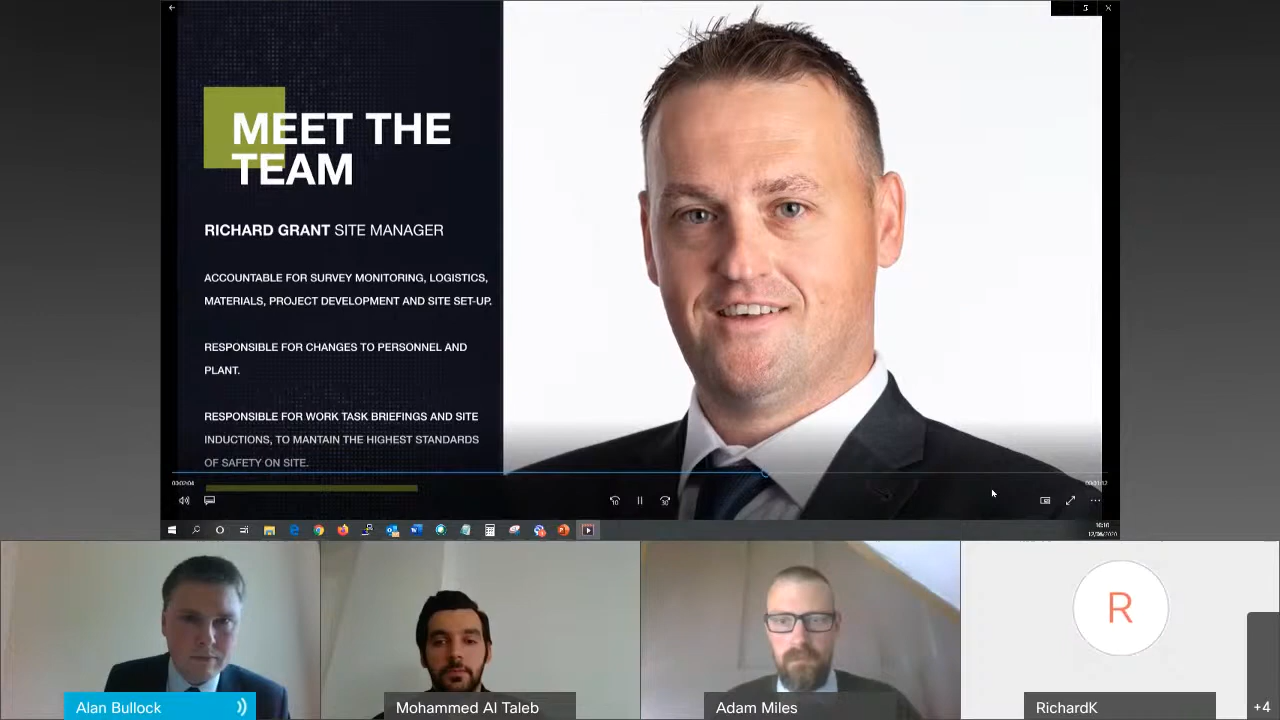 MEET THE
TEAM
RICHARD GRANT SITE MANAGER
ACCOUNTABLE FOR SURVEY MONITORING, LOGISTICS,
MATERIALS, PROJECT DEVELOPMENT AND SITE SET-UP.
RESPONSIBLE FOR CHANGES TO PERSONNEL AND
PLANT.
RESPONSIBLE FOR WORK TASK BRIEFINGS AND SITE
INDUCTIONS, TO MANTAIN THE HIGHEST STANDARDS
OF SAFETY ON SITE.
10
30
Alan Bullock
Mohammed Al Taleb
Adam Miles
R
RichardK
+4